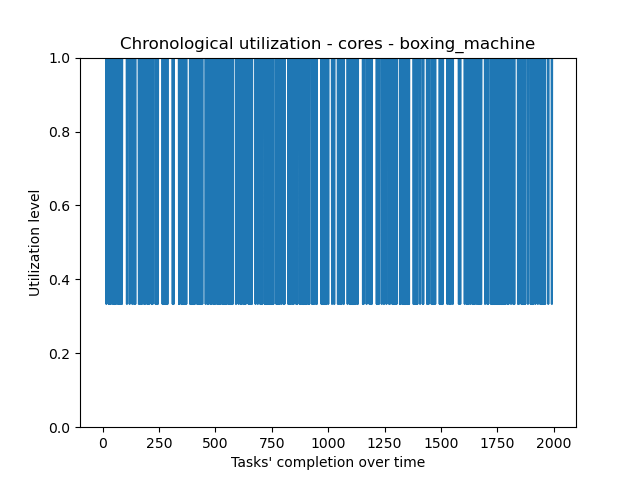 Chronological utilization - cores - boxing_machine
1.0
0.8
0.6
0.4
0.2
0.0
Utilization level
0 250 500 750 1000 1250 1500 1750 2000
Tasks' completion over time